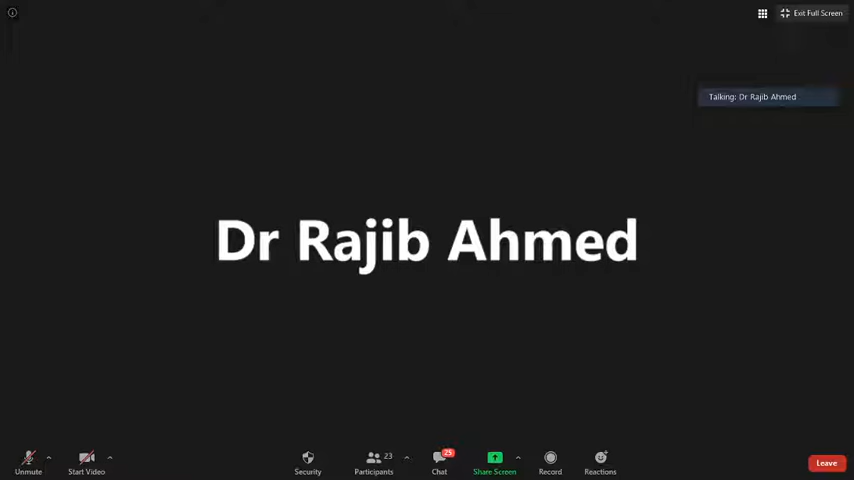 Exit Full Screen
Talking: Dr Rajib Ahmed
Dr Rajib Ahmed
Unmute
Start Video
Security
Participants
23
Chat
25
Share Screen
Record
Reactions
Leave